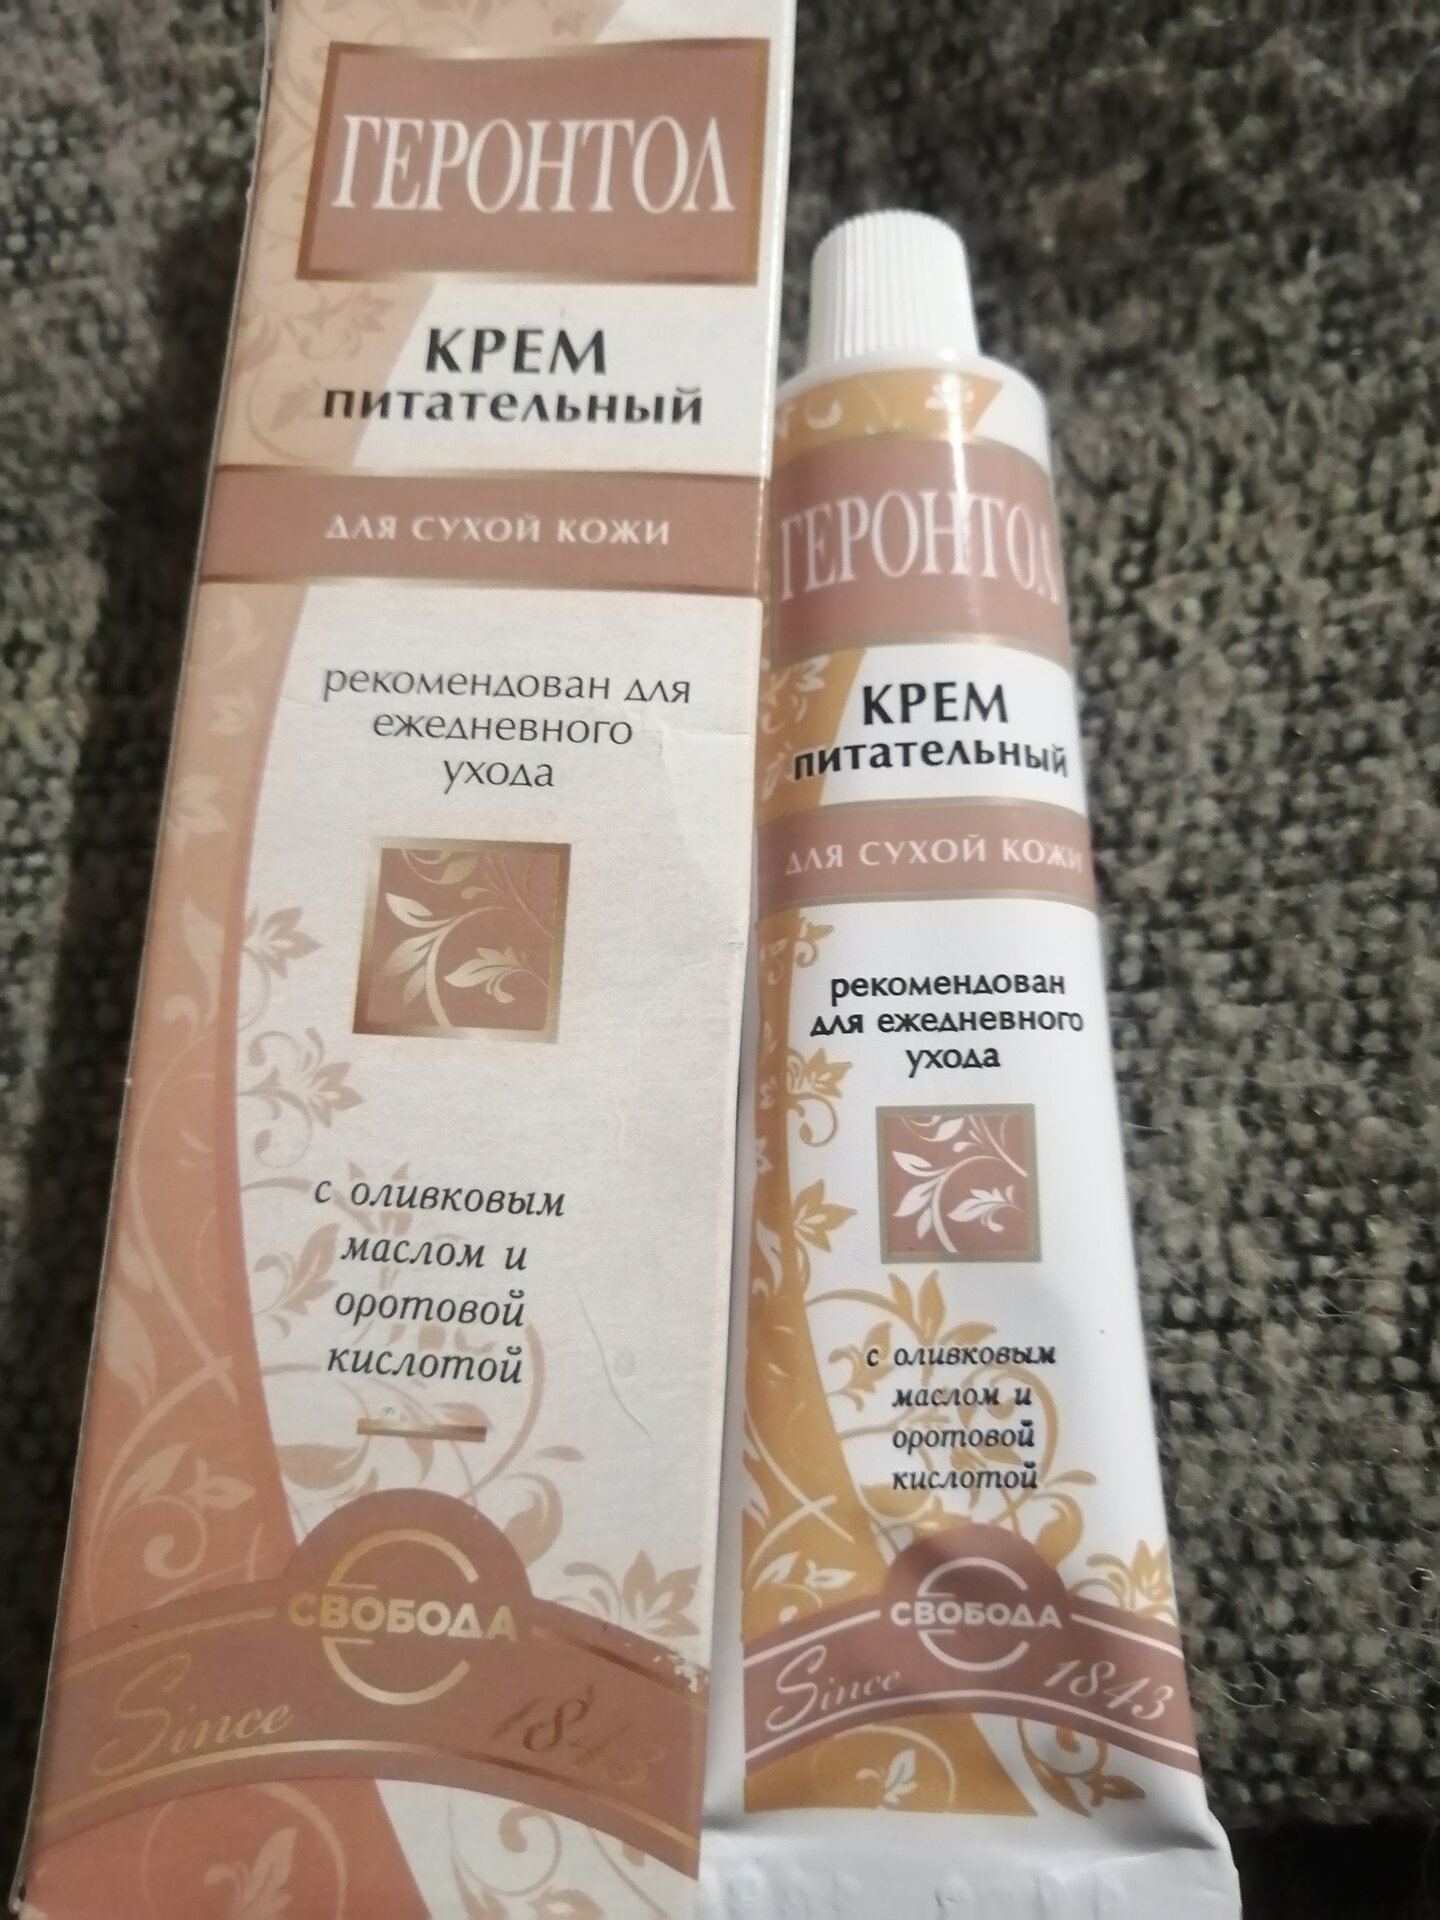 ГЕРОНТОЛ
КРЕМ
питательный
ДЛЯ СУХОЙ КОЖИ
рекомендован для
ежедневного
ухода
с оливковым
маслом и
оротовой
кислотой
СВОБОДА
Since 1843
ГЕРОНТОЛ
КРЕМ
питательный
ДЛЯ СУХОЙ КОЖИ
рекомендован
для ежедневного
ухода
с оливковым
маслом и
оротовой
кислотой
СВОБОДА
Since 1843